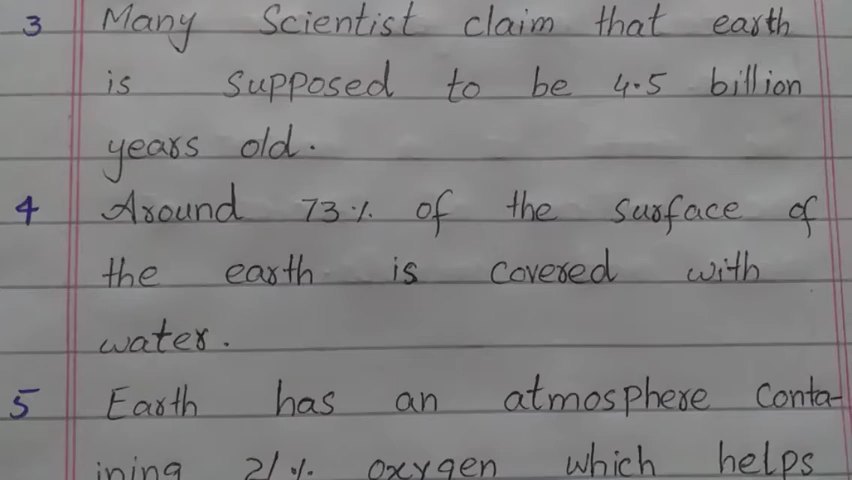 3 Many Scientist claim that earth
is supposed to be 4.5 billion
years old.
4 Around 73% of the surface of
the earth is covered with
water.
5 Earth has an atmosphere conta-
ining 21% oxygen which helps